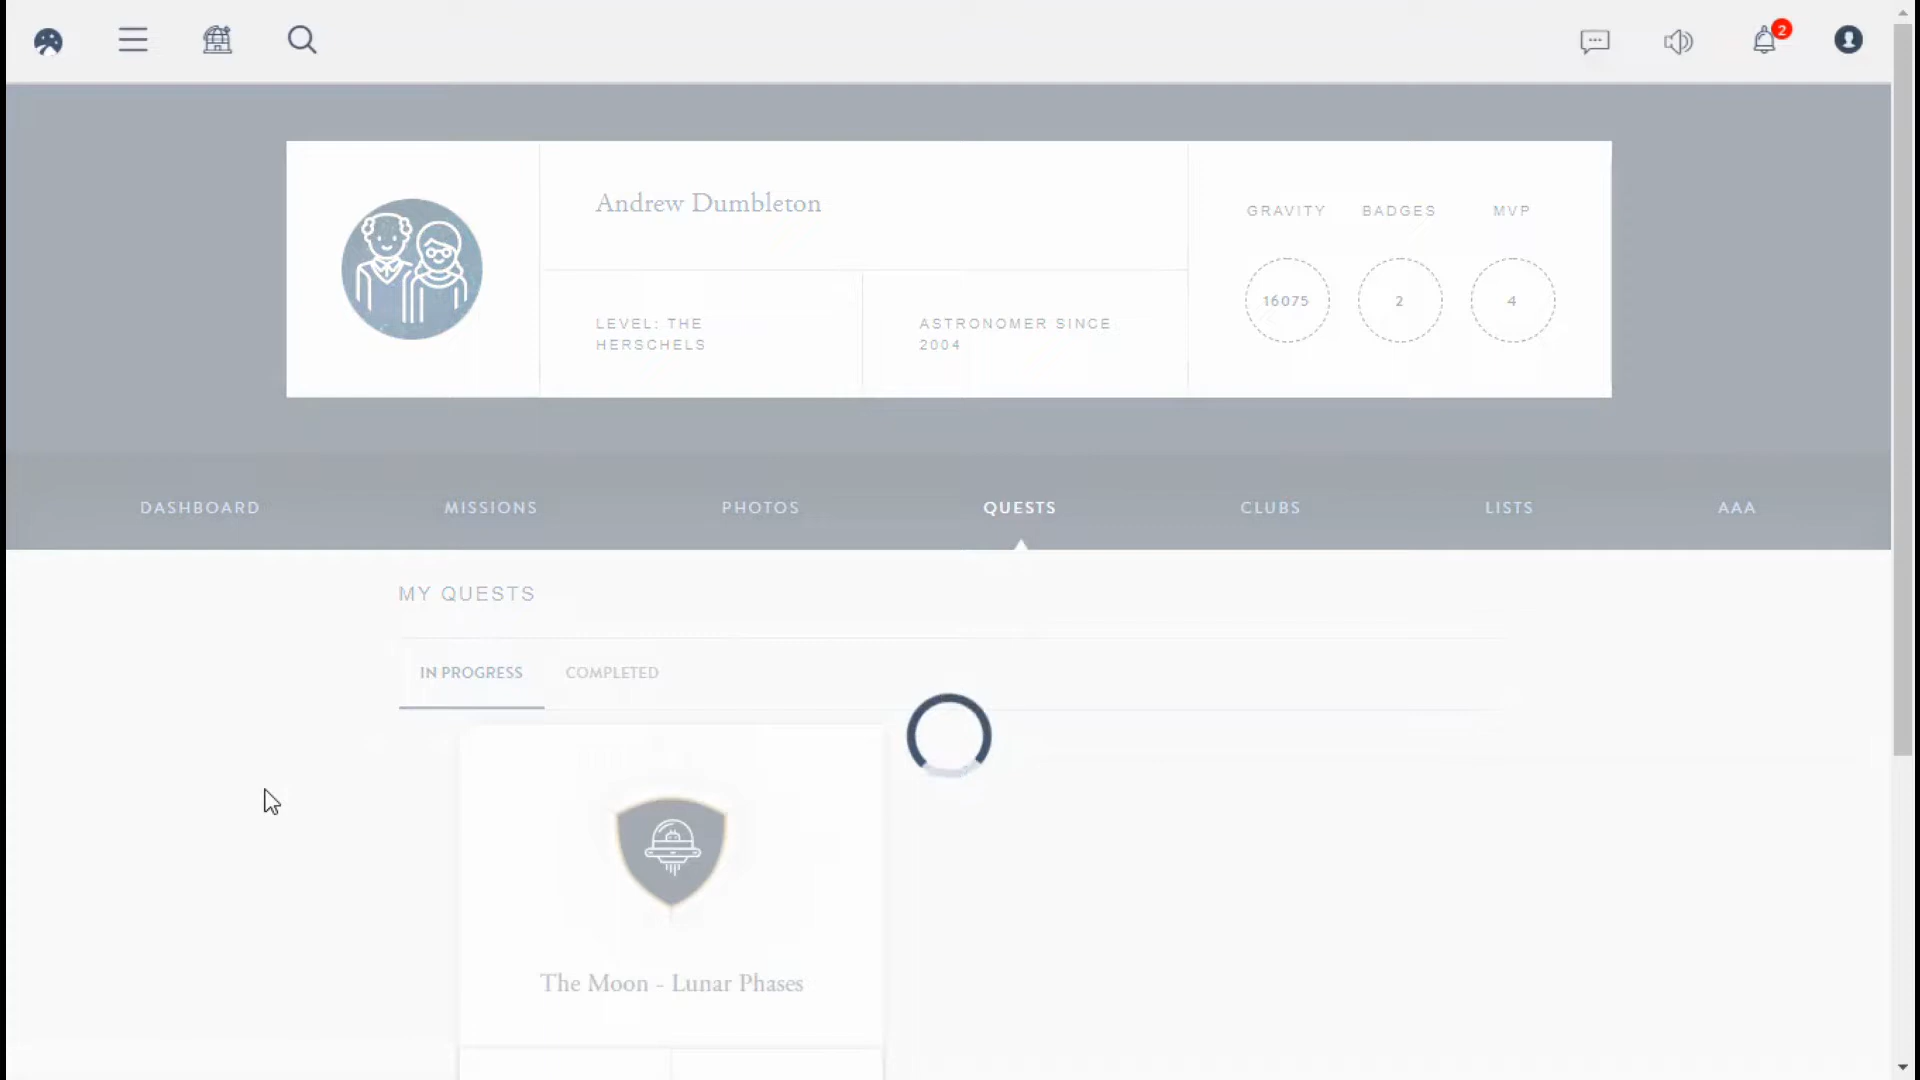 2
Andrew Dumbleton
LEVEL: THE
HERSCHELS
ASTRONOMER SINCE
2004
GRAVITY BADGES MVP
16075 2 4
DASHBOARD MISSIONS PHOTOS QUESTS CLUBS LISTS AAA
MY QUESTS
IN PROGRESS COMPLETED
The Moon - Lunar Phases